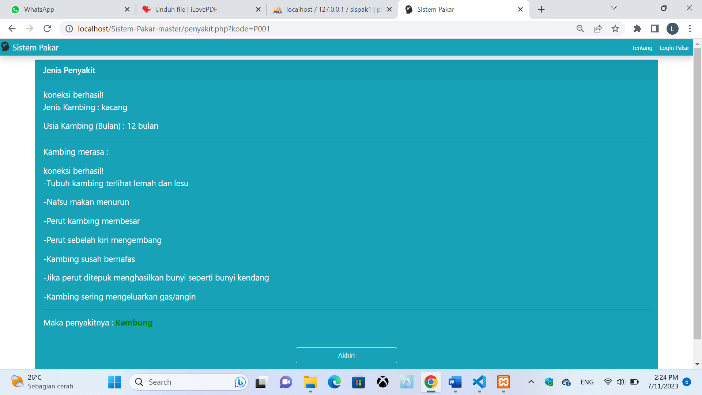 WhatsApp
Unduh file | iLovePDF
localhost / 127.0.0.1 / sispak1 | p
Sistem Pakar
localhost/Sistem-Pakar-master/penyakit.php?kode=P001
L
Sistem Pakar
Tentang Login Pakar
Jenis Penyakit
koneksi berhasil!
Jenis Kambing : kacang
Usia Kambing (Bulan) : 12 bulan
Kambing merasa :
koneksi berhasil!
-Tubuh kambing terlihat lemah dan lesu
-Nafsu makan menurun
-Perut kambing membesar
-Perut sebelah kiri mengembang
-Kambing susah bernafas
-Jika perut ditepuk menghasilkan bunyi seperti bunyi kendang
-Kambing sering mengeluarkan gas/angin
Maka penyakitnya : Kembung
Akhiri
26°C
Sebagian cerah
Search
ENG
2:24 PM
7/11/2023